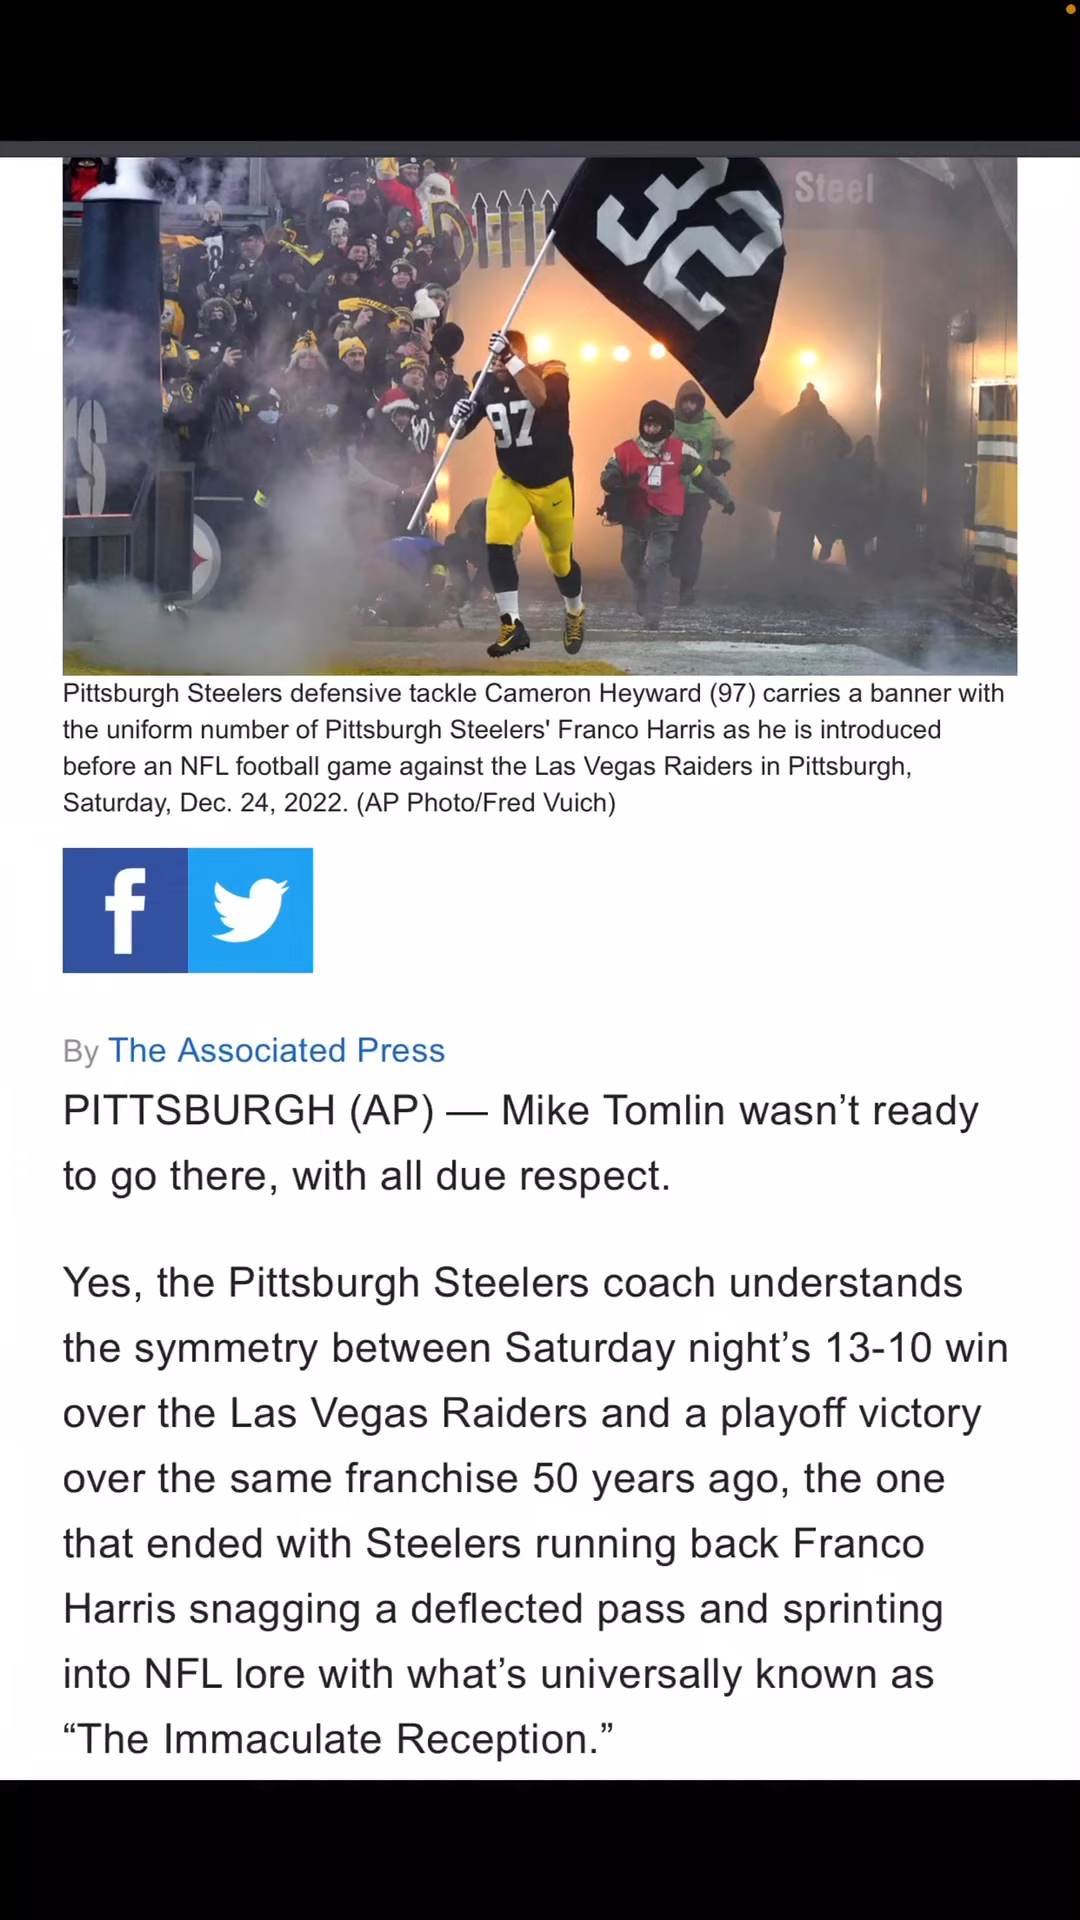 Steel
32
97
Pittsburgh Steelers defensive tackle Cameron Heyward (97) carries a banner with
the uniform number of Pittsburgh Steelers' Franco Harris as he is introduced
before an NFL football game against the Las Vegas Raiders in Pittsburgh,
Saturday, Dec. 24, 2022. (AP Photo/Fred Vuich)
By The Associated Press
PITTSBURGH (AP) — Mike Tomlin wasn’t ready
to go there, with all due respect.
Yes, the Pittsburgh Steelers coach understands
the symmetry between Saturday night’s 13-10 win
over the Las Vegas Raiders and a playoff victory
over the same franchise 50 years ago, the one
that ended with Steelers running back Franco
Harris snagging a deflected pass and sprinting
into NFL lore with what’s universally known as
“The Immaculate Reception.”